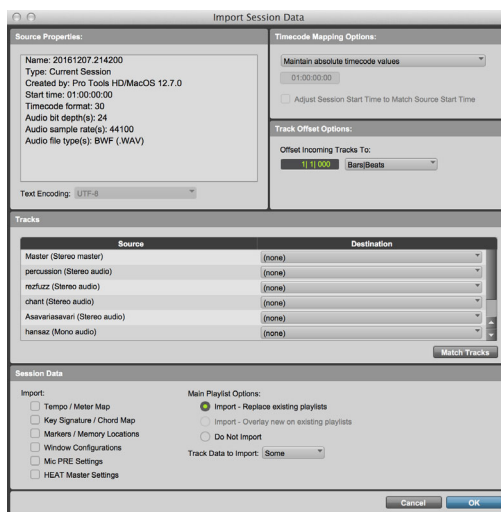 Import Session Data
Source Properties:
Name: 20161207.214200
Type: Current Session
Created by: Pro Tools HD/MacOS 12.7.0
Start time: 01:00:00:00
Timecode format: 30
Audio bit depth(s): 24
Audio sample rate(s): 44100
Audio file type(s): BWF (.WAV)
Text Encoding: UTF-8
Timecode Mapping Options:
Maintain absolute timecode values
01:00:00:00
Adjust Session Start Time to Match Source Start Time
Track Offset Options:
Offset Incoming Tracks To:
1| 1| 000 Bars|Beats
Tracks
Source Destination
Master (Stereo master) (none)
percussion (Stereo audio) (none)
rezfuzz (Stereo audio) (none)
chant (Stereo audio) (none)
Asavariasavari (Stereo audio) (none)
hansaz (Mono audio) (none)
Match Tracks
Session Data
Import:
Tempo / Meter Map
Key Signature / Chord Map
Markers / Memory Locations
Window Configurations
Mic PRE Settings
HEAT Master Settings
Main Playlist Options:
Import - Replace existing playlists
Import - Overlay new on existing playlists
Do Not Import
Track Data to Import: Some
Cancel OK